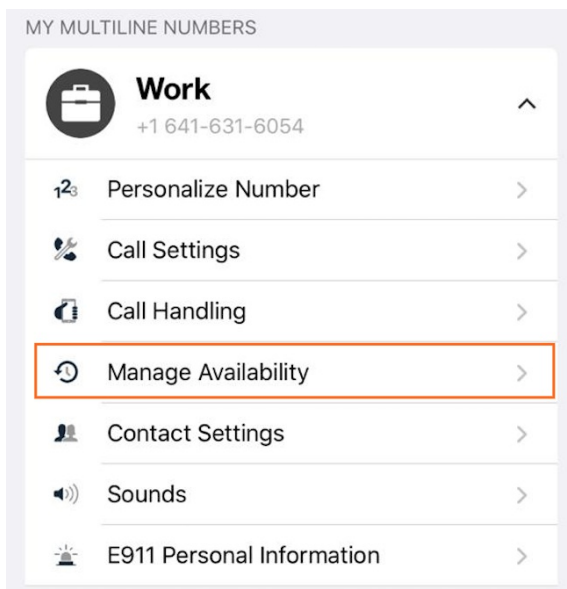 MY MULTILINE NUMBERS
Work
+1 641-631-6054
123 Personalize Number
Call Settings
Call Handling
Manage Availability
Contact Settings
Sounds
E911 Personal Information